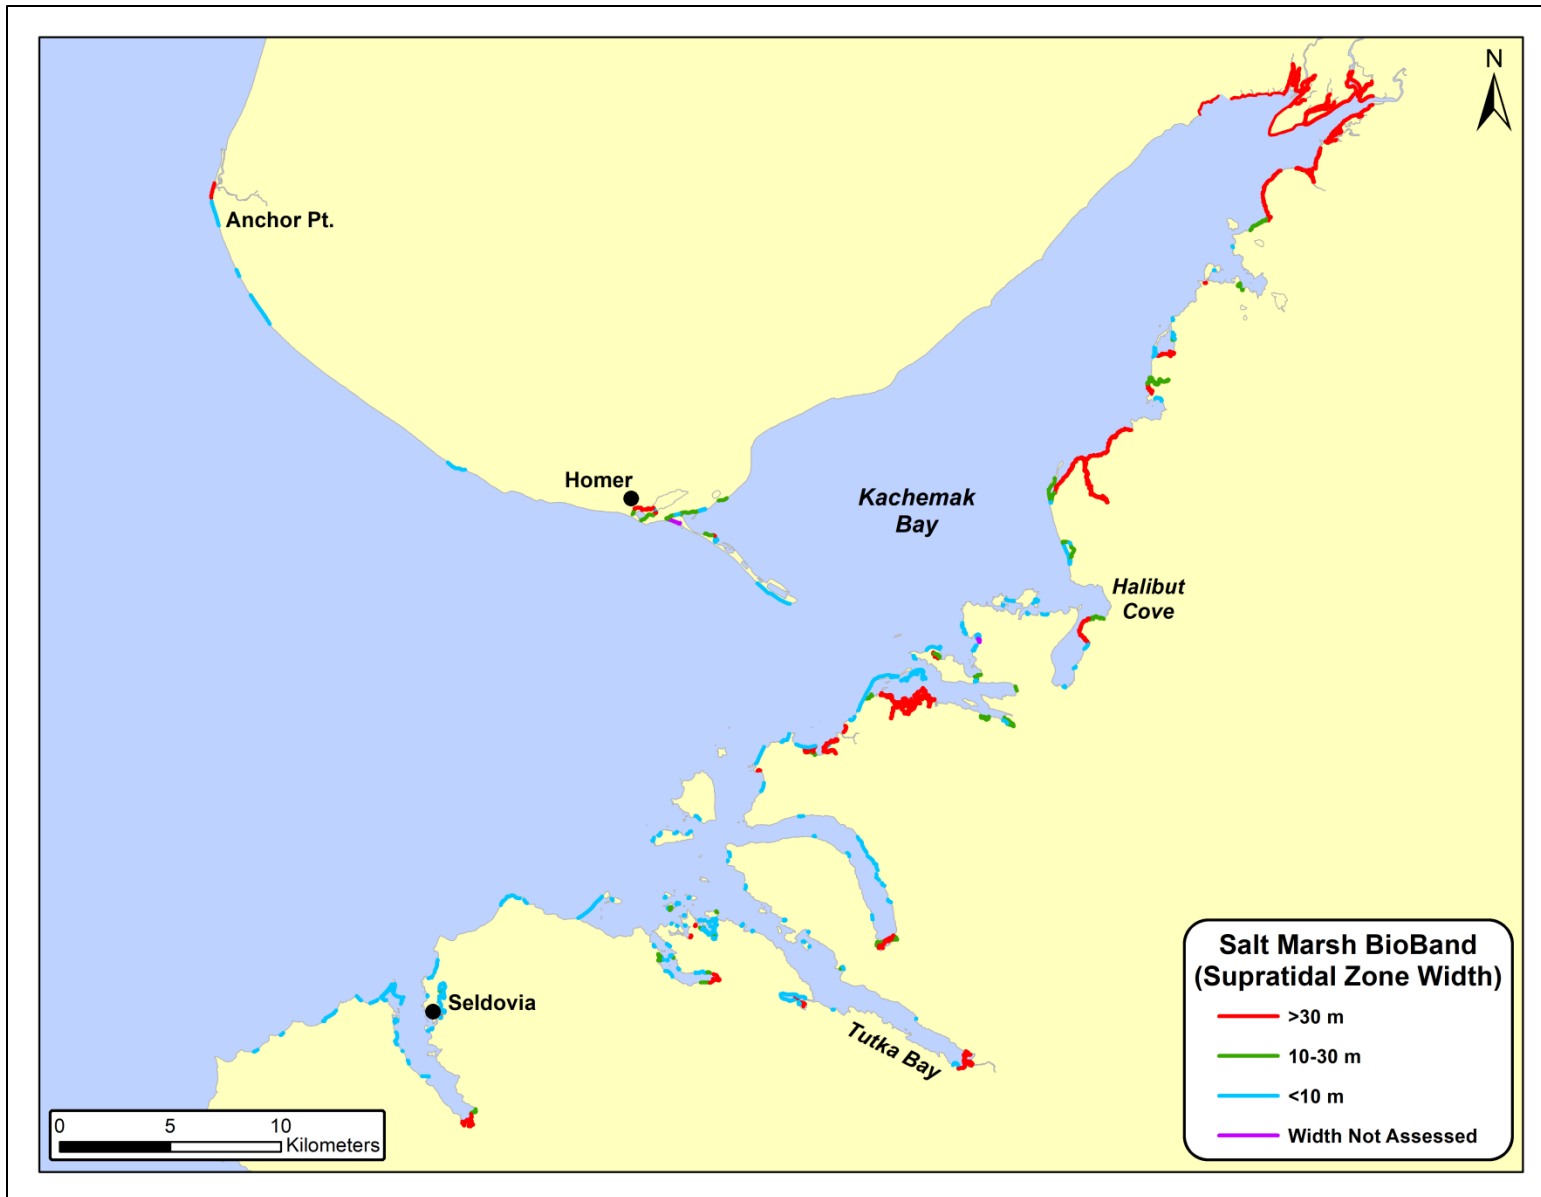 N
Anchor Pt.
Homer
Kachemak
Bay
Halibut
Cove
Seldovia
Tutka Bay
Salt Marsh BioBand
(Supratidal Zone Width)
>30 m
10-30 m
<10 m
Width Not Assessed
0 5 10
Kilometers